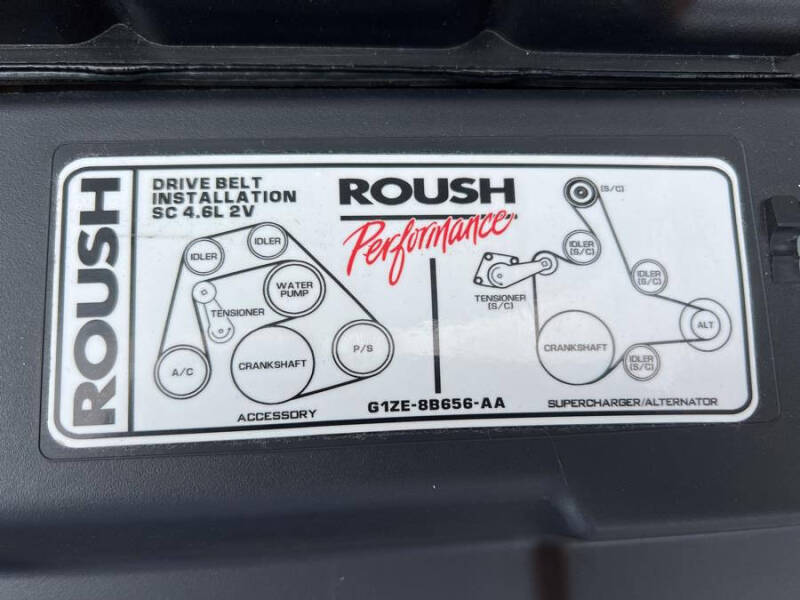 ROUSH
DRIVE BELT
INSTALLATION
SC 4.6L 2V
IDLER
IDLER
WATER
PUMP
TENSIONER
A/C
CRANKSHAFT
P/S
ACCESSORY
ROUSH
Performance
G1ZE-8B656-AA
(S/C)
IDLER
(S/C)
TENSIONER
(S/C)
IDLER
(S/C)
ALT
CRANKSHAFT
IDLER
(S/C)
SUPERCHARGER/ALTERNATOR